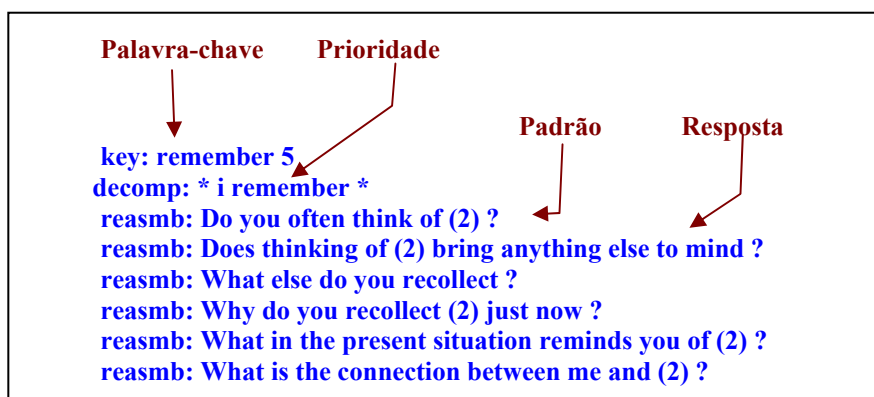 Palavra-chave Prioridade
Padrão Resposta
key: remember 5
decomp: * i remember *
reasmb: Do you often think of (2) ?
reasmb: Does thinking of (2) bring anything else to mind ?
reasmb: What else do you recollect ?
reasmb: Why do you recollect (2) just now ?
reasmb: What in the present situation reminds you of (2) ?
reasmb: What is the connection between me and (2) ?